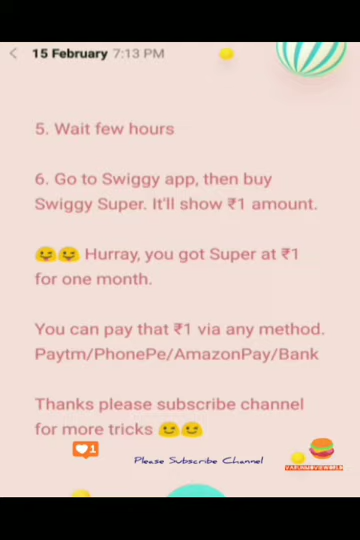 15 February 7:13 PM
5. Wait few hours
6. Go to Swiggy app, then buy
Swiggy Super. It'll show ₹1 amount.
😜😜 Hurray, you got Super at ₹1
for one month.
You can pay that ₹1 via any method.
Paytm/PhonePe/AmazonPay/Bank
Thanks please subscribe channel
for more tricks 😉😉
1
Please Subscribe Channel